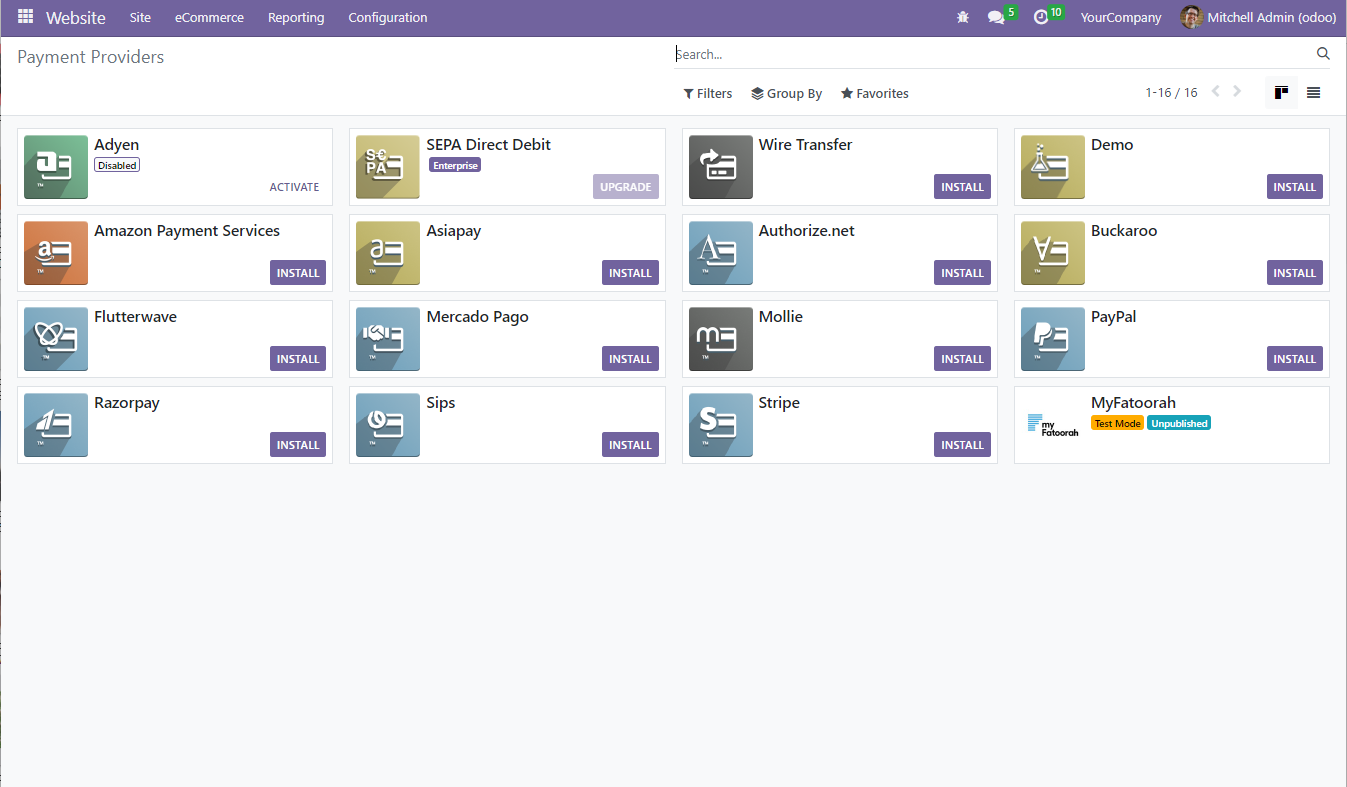 Website Site eCommerce Reporting Configuration 5 10 YourCompany Mitchell Admin (odoo)
Payment Providers Search...
Filters Group By Favorites 1-16 / 16
Adyen
Disabled
ACTIVATE
SEPA
SEPA Direct Debit
Enterprise
UPGRADE
Wire Transfer
INSTALL
Demo
INSTALL
Amazon Payment Services
INSTALL
Asiapay
INSTALL
Authorize.net
INSTALL
Buckaroo
INSTALL
Flutterwave
INSTALL
Mercado Pago
INSTALL
Mollie
INSTALL
PayPal
INSTALL
Razorpay
INSTALL
Sips
INSTALL
Stripe
INSTALL
my
Fatoorah
MyFatoorah
Test Mode Unpublished